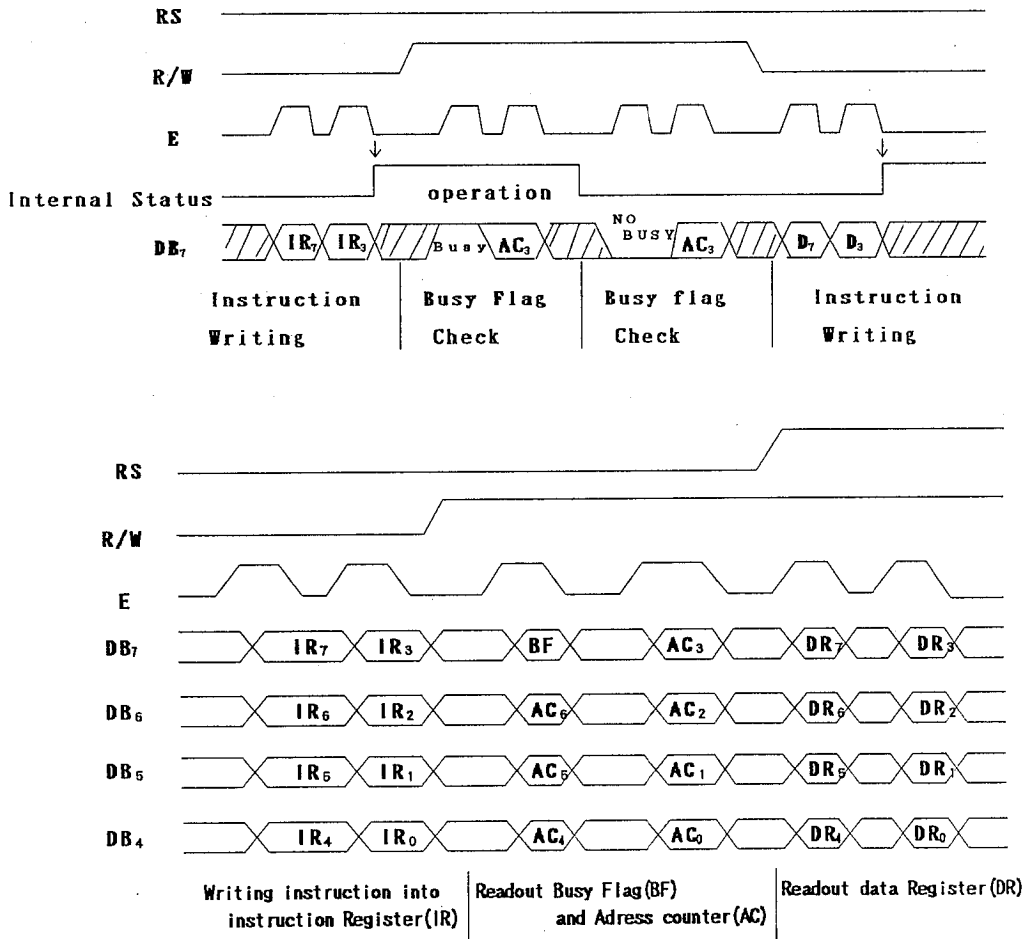 RS
R/W
E
Internal Status
operation
DB₇ IR₇ IR₃ Busy AC₃ NO BUSY AC₃ D₇ D₃
Instruction Writing
Busy Flag Check
Busy flag Check
Instruction Writing
RS
R/W
E
DB₇ IR₇ IR₃ BF AC₃ DR₇ DR₃
DB₆ IR₆ IR₂ AC₆ AC₂ DR₆ DR₂
DB₅ IR₅ IR₁ AC₅ AC₁ DR₅ DR₁
DB₄ IR₄ IR₀ AC₄ AC₀ DR₄ DR₀
Writing instruction into
instruction Register(IR)
Readout Busy Flag(BF)
and Adress counter(AC)
Readout data Register(DR)